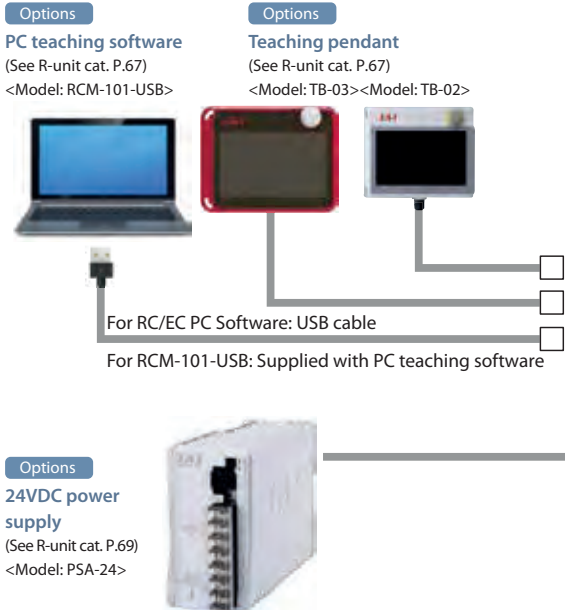 Options
PC teaching software
(See R-unit cat. P.67)
<Model: RCM-101-USB>
Options
Teaching pendant
(See R-unit cat. P.67)
<Model: TB-03><Model: TB-02>
For RC/EC PC Software: USB cable
For RCM-101-USB: Supplied with PC teaching software
Options
24VDC power
supply
(See R-unit cat. P.69)
<Model: PSA-24>